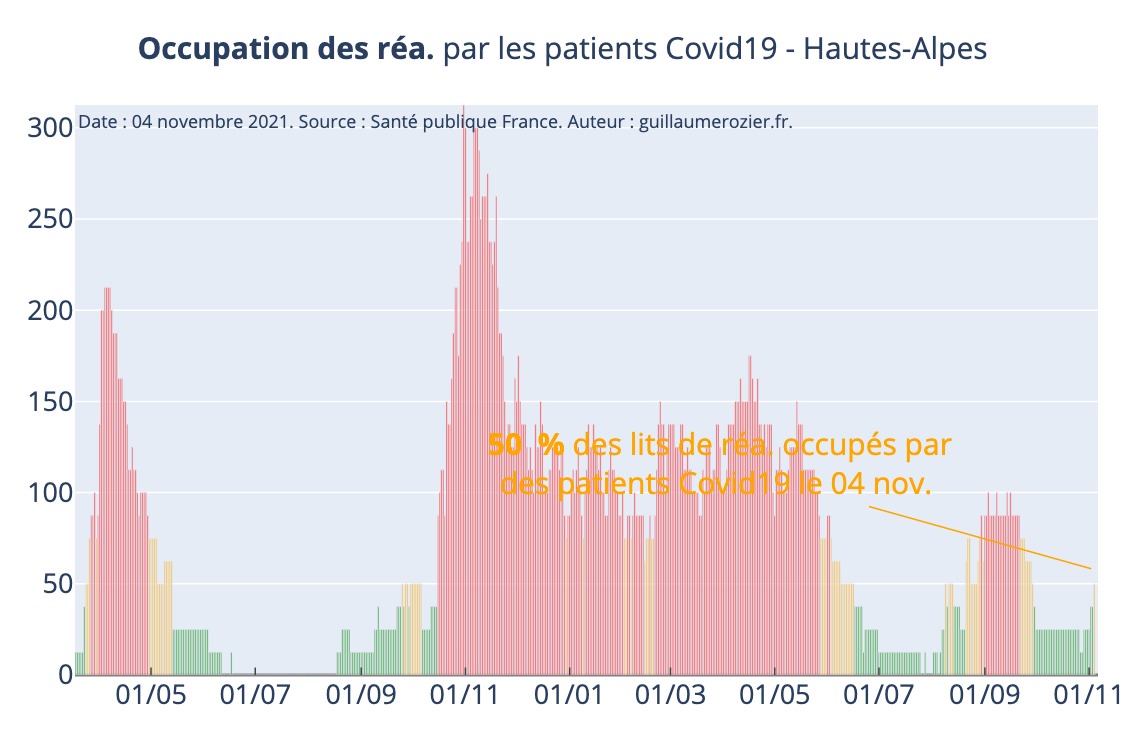 Occupation des réa. par les patients Covid19 - Hautes-Alpes
Date : 04 novembre 2021. Source : Santé publique France. Auteur : guillaumerozier.fr.
300
250
200
150
100
50
0
50 % des lits de réa. occupés par
des patients Covid19 le 04 nov.
01/05 01/07 01/09 01/11 01/01 01/03 01/05 01/07 01/09 01/11